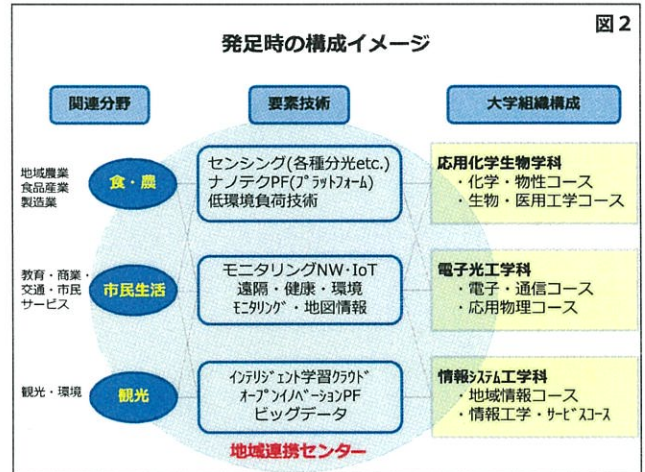 図2
発足時の構成イメージ
関連分野
要素技術
大学組織構成
地域農業
食品産業
製造業
食・農
センシング(各種分光etc.)
ナノテクPF(ﾌﾟﾗｯﾄﾌｫｰﾑ)
低環境負荷技術
応用化学生物学科
・化学・物性コース
・生物・医用工学コース
教育・商業・
交通・市民
サービス
市民生活
モニタリングNW・IoT
遠隔・健康・環境
ﾓﾆﾀﾘﾝｸﾞ・地図情報
電子光工学科
・電子・通信コース
・応用物理コース
観光・環境
観光
ｲﾝﾃﾘｼﾞｪﾝﾄ学習ｸﾗｳﾄﾞ
ｵｰﾌﾟﾝｲﾉﾍﾞｰｼｮﾝPF
ビッグデータ
情報ｼｽﾃﾑ工学科
・地域情報コース
・情報工学・ｻｰﾋﾞｽｺｰｽ
地域連携センター